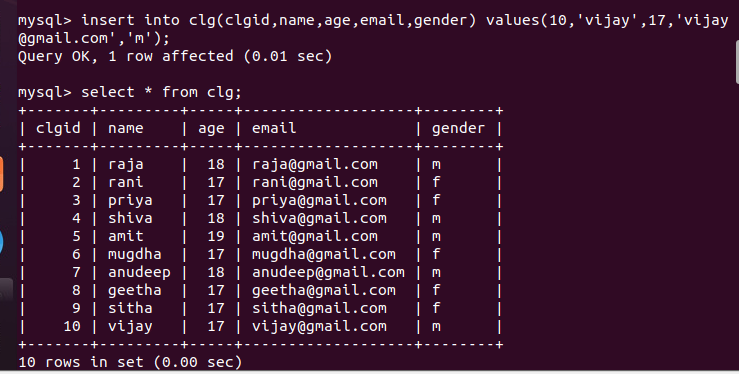 mysql> insert into clg(clgid,name,age,email,gender) values(10,'vijay',17,'vijay
@gmail.com','m');
Query OK, 1 row affected (0.01 sec)

mysql> select * from clg;
+-------+---------+-----+-------------------+--------+
| clgid | name    | age | email             | gender |
+-------+---------+-----+-------------------+--------+
|     1 | raja    |  18 | raja@gmail.com    | m      |
|     2 | rani    |  17 | rani@gmail.com    | f      |
|     3 | priya   |  17 | priya@gmail.com   | f      |
|     4 | shiva   |  18 | shiva@gmail.com   | m      |
|     5 | amit    |  19 | amit@gmail.com    | m      |
|     6 | mugdha  |  17 | mugdha@gmail.com  | f      |
|     7 | anudeep |  18 | anudeep@gmail.com | m      |
|     8 | geetha  |  17 | geetha@gmail.com  | f      |
|     9 | sitha   |  17 | sitha@gmail.com   | f      |
|    10 | vijay   |  17 | vijay@gmail.com   | m      |
+-------+---------+-----+-------------------+--------+
10 rows in set (0.00 sec)